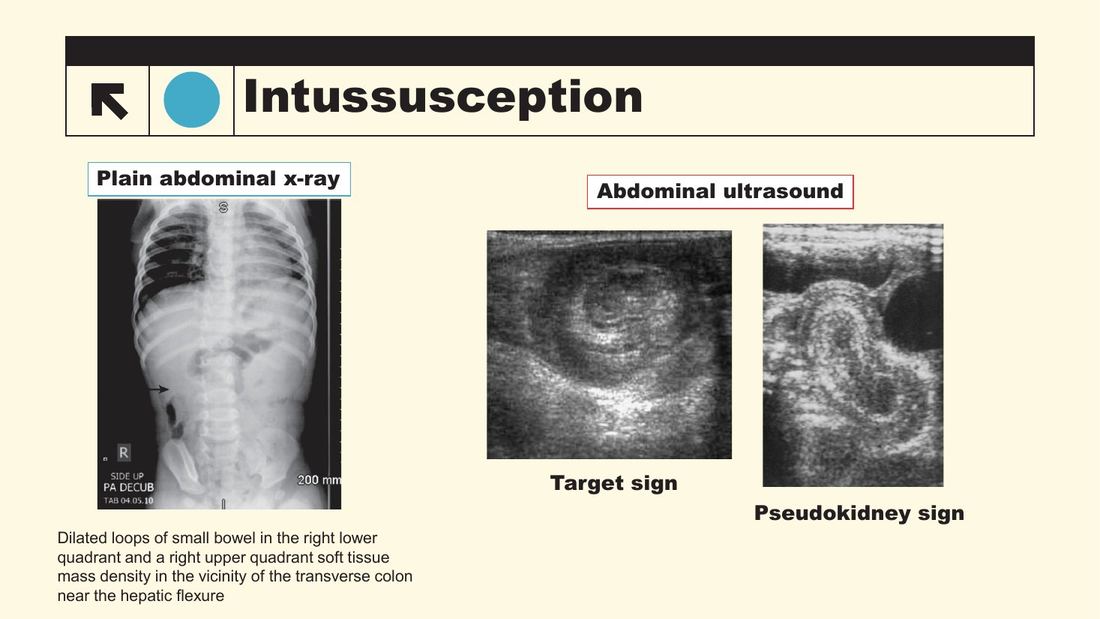 Intussusception
Plain abdominal x-ray
S
R
SIDE UP
PA DECUB
TAB 04.05.10
200 mm
I
Dilated loops of small bowel in the right lower
quadrant and a right upper quadrant soft tissue
mass density in the vicinity of the transverse colon
near the hepatic flexure
Abdominal ultrasound
Target sign
Pseudokidney sign